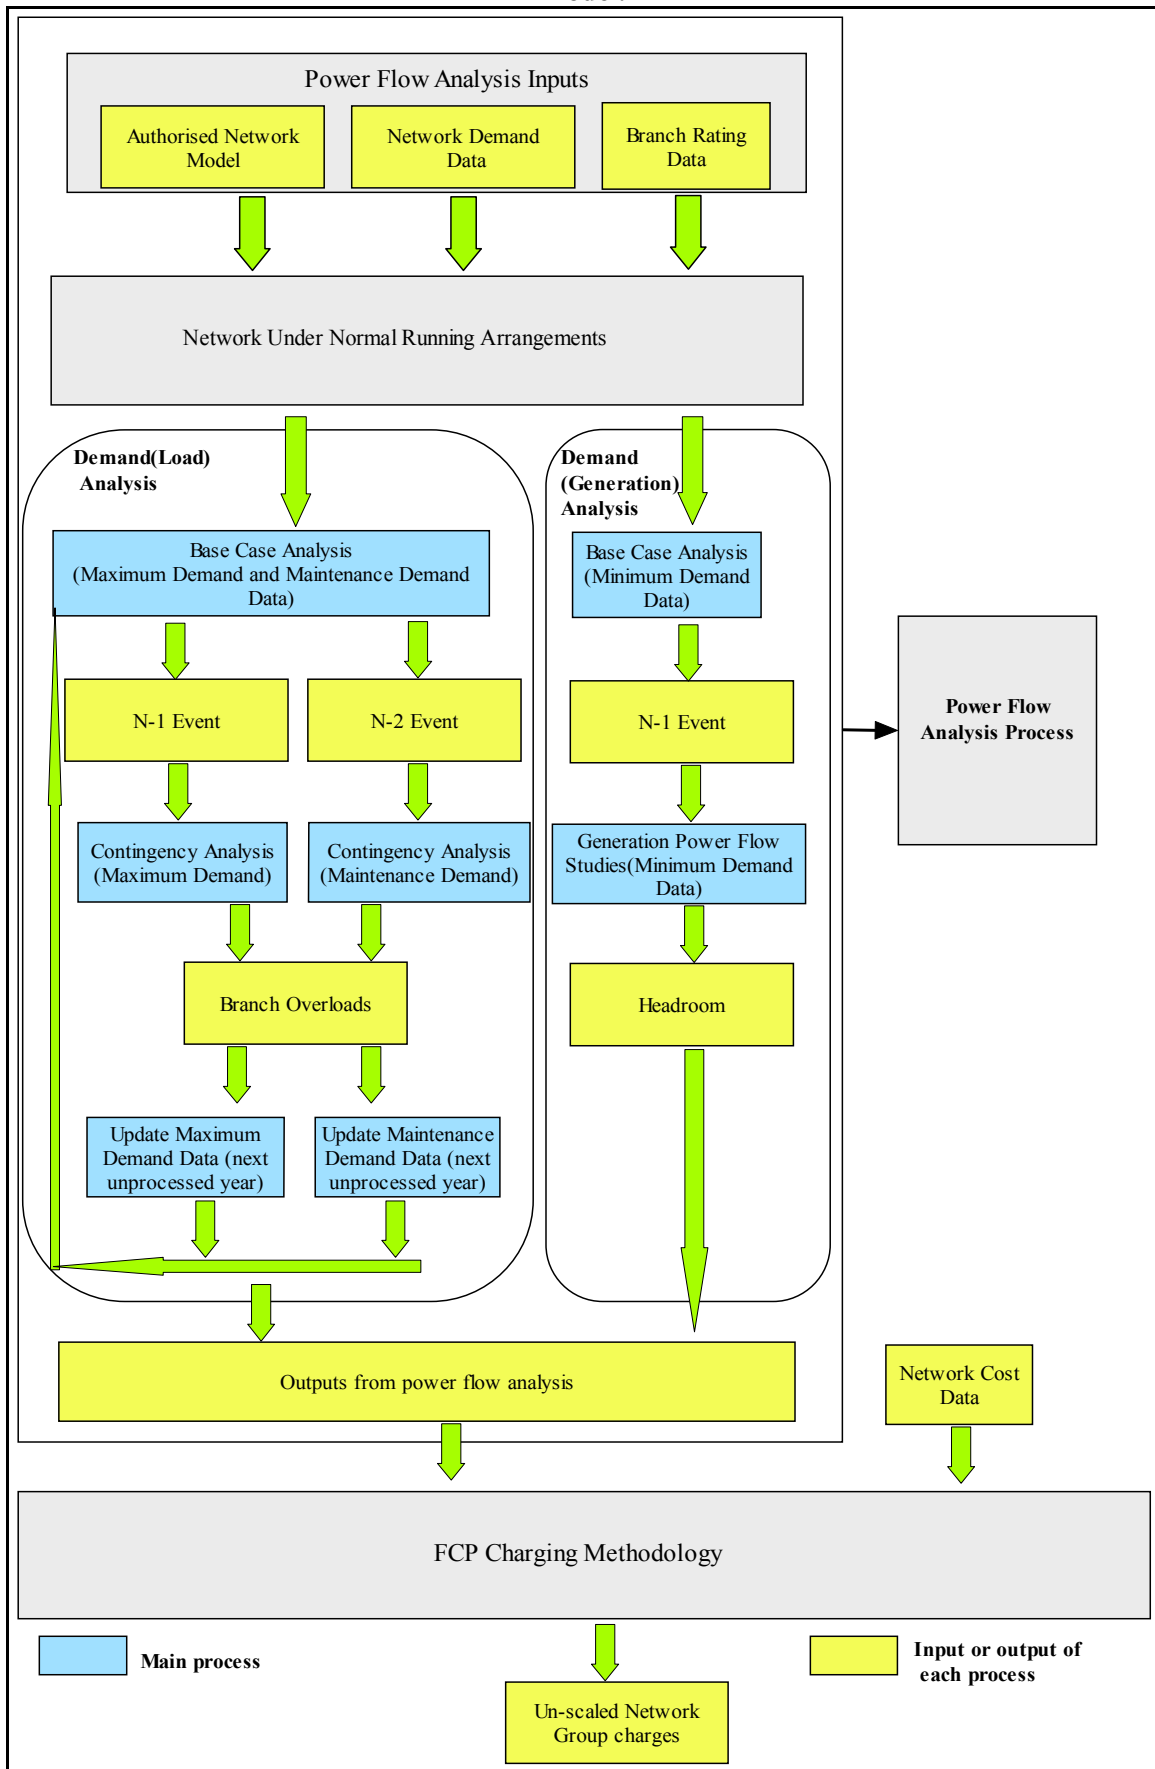 Power Flow Analysis Inputs
Authorised Network
Model
Network Demand
Data
Branch Rating
Data
Network Under Normal Running Arrangements
Demand(Load)
Analysis
Demand
(Generation)
Analysis
Base Case Analysis
(Maximum Demand and Maintenance Demand
Data)
Base Case Analysis
(Minimum Demand
Data)
N-1 Event
N-2 Event
N-1 Event
Power Flow
Analysis Process
Contingency Analysis
(Maximum Demand)
Contingency Analysis
(Maintenance Demand)
Generation Power Flow
Studies(Minimum Demand
Data)
Branch Overloads
Headroom
Update Maximum
Demand Data (next
unprocessed year)
Update Maintenance
Demand Data (next
unprocessed year)
Outputs from power flow analysis
Network Cost
Data
FCP Charging Methodology
Main process
Input or output of
each process
Un-scaled Network
Group charges